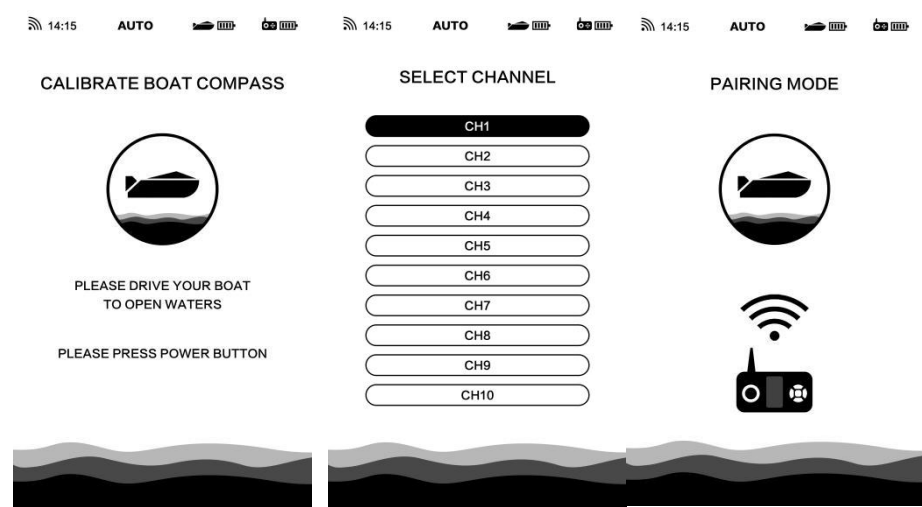 14:15 AUTO
CALIBRATE BOAT COMPASS
PLEASE DRIVE YOUR BOAT
TO OPEN WATERS
PLEASE PRESS POWER BUTTON
14:15 AUTO
SELECT CHANNEL
CH1
CH2
CH3
CH4
CH5
CH6
CH7
CH8
CH9
CH10
14:15 AUTO
PAIRING MODE